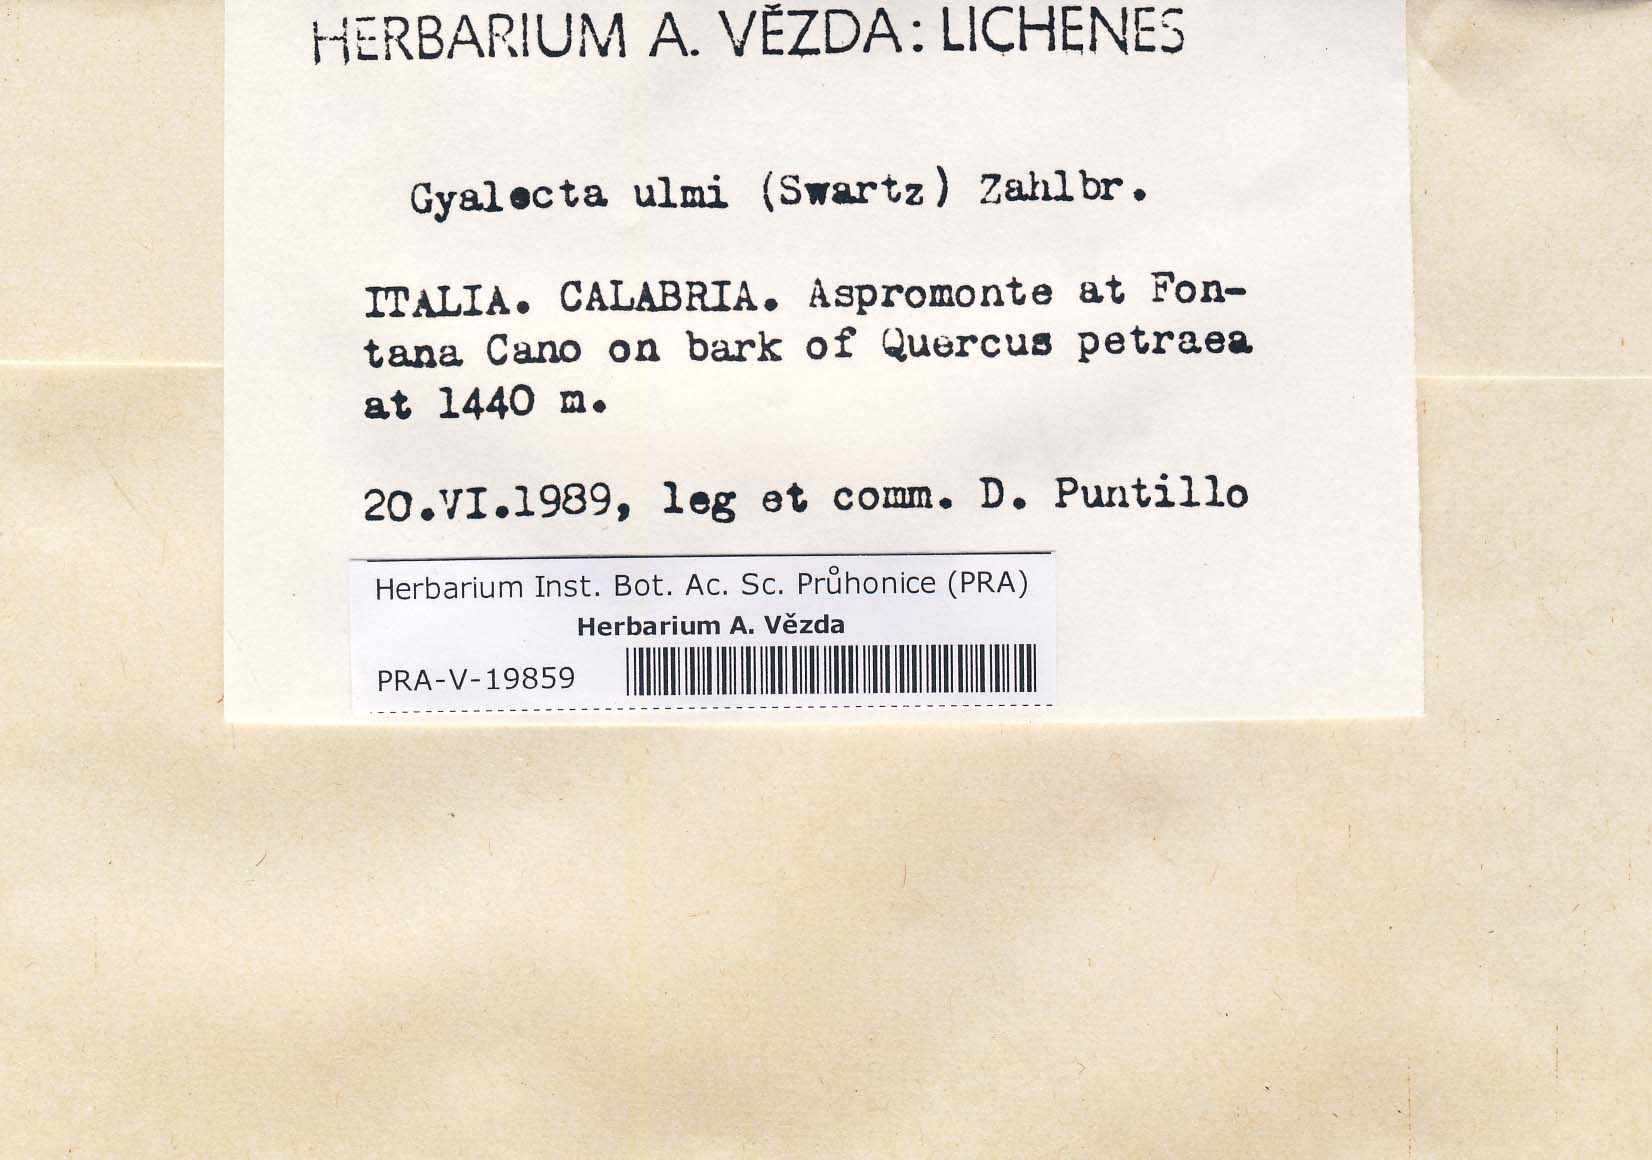 HERBARIUM A. VĚZDA: LICHENES
Gyalecta ulmi (Swartz) Zahlbr.
ITALIA. CALABRIA. Aspromonte at Fon-
tana Cano on bark of Quercus petraea
at 1440 m.
20.VI.1989, leg et comm. D. Puntillo
Herbarium Inst. Bot. Ac. Sc. Průhonice (PRA)
Herbarium A. Vězda
PRA-V-19859